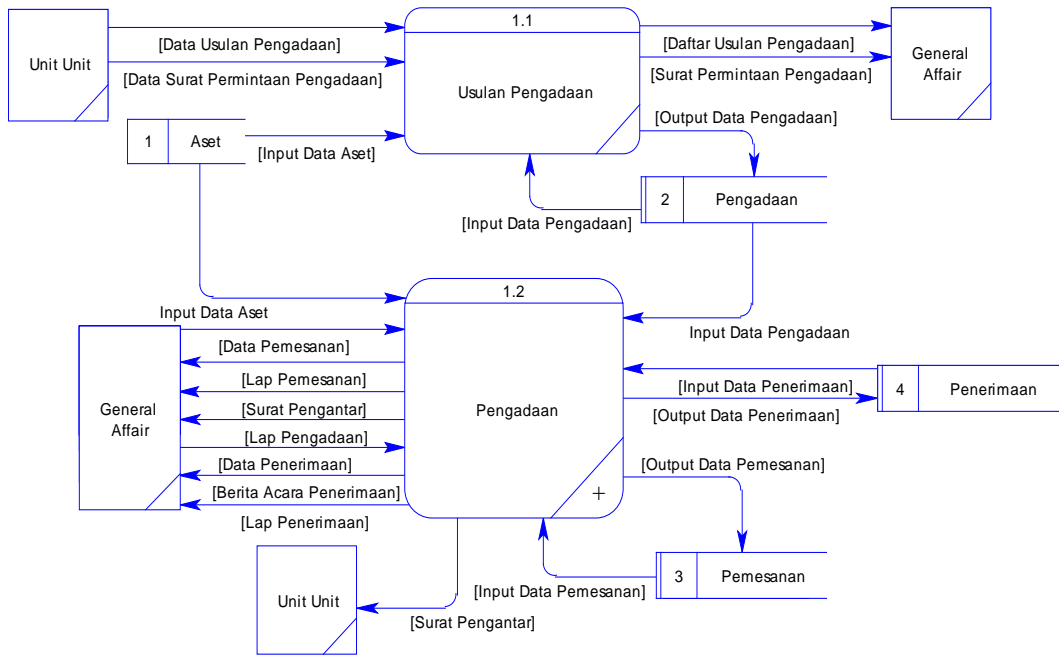 1.1
[Data Usulan Pengadaan]
[Daftar Usulan Pengadaan]
Unit Unit
General
Affair
[Data Surat Permintaan Pengadaan]
[Surat Permintaan Pengadaan]
Usulan Pengadaan
[Output Data Pengadaan]
1
Aset
[Input Data Aset]
2
Pengadaan
[Input Data Pengadaan]
1.2
Input Data Aset
Input Data Pengadaan
[Data Pemesanan]
[Lap Pemesanan]
[Input Data Penerimaan]
4
Penerimaan
General
Affair
[Surat Pengantar]
Pengadaan
[Output Data Penerimaan]
[Lap Pengadaan]
[Data Penerimaan]
[Output Data Pemesanan]
[Berita Acara Penerimaan]
+
[Lap Penerimaan]
3
Pemesanan
[Input Data Pemesanan]
Unit Unit
[Surat Pengantar]